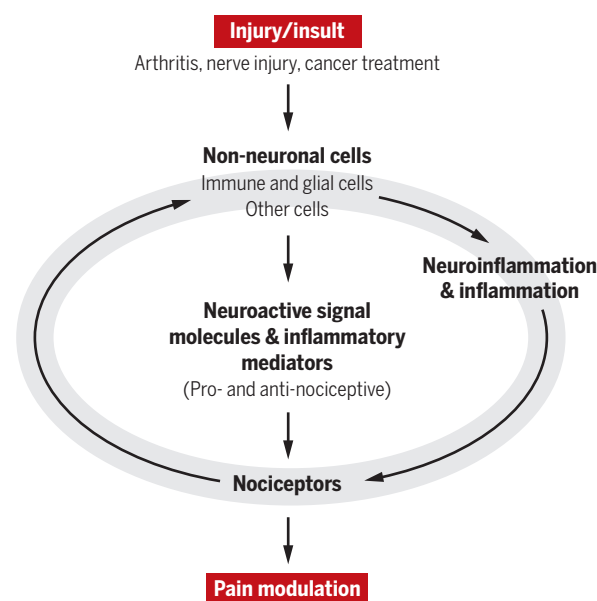 Injury/insult
Arthritis, nerve injury, cancer treatment
Non-neuronal cells
Immune and glial cells
Other cells
Neuroinflammation
& inflammation
Neuroactive signal
molecules & inflammatory
mediators
(Pro- and anti-nociceptive)
Nociceptors
Pain modulation